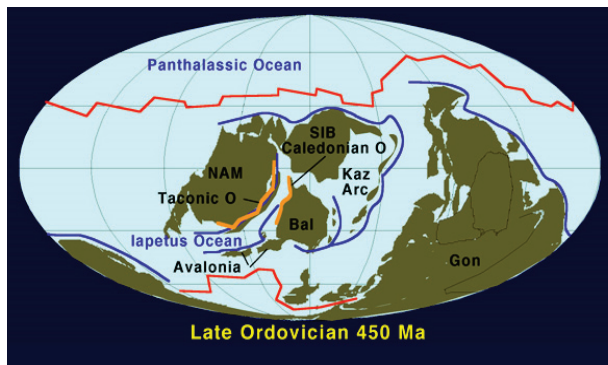 Panthalassic Ocean
SIB
Caledonian O
NAM
Kaz
Arc
Taconic O
Bal
Iapetus Ocean
Avalonia
Gon
Late Ordovician 450 Ma